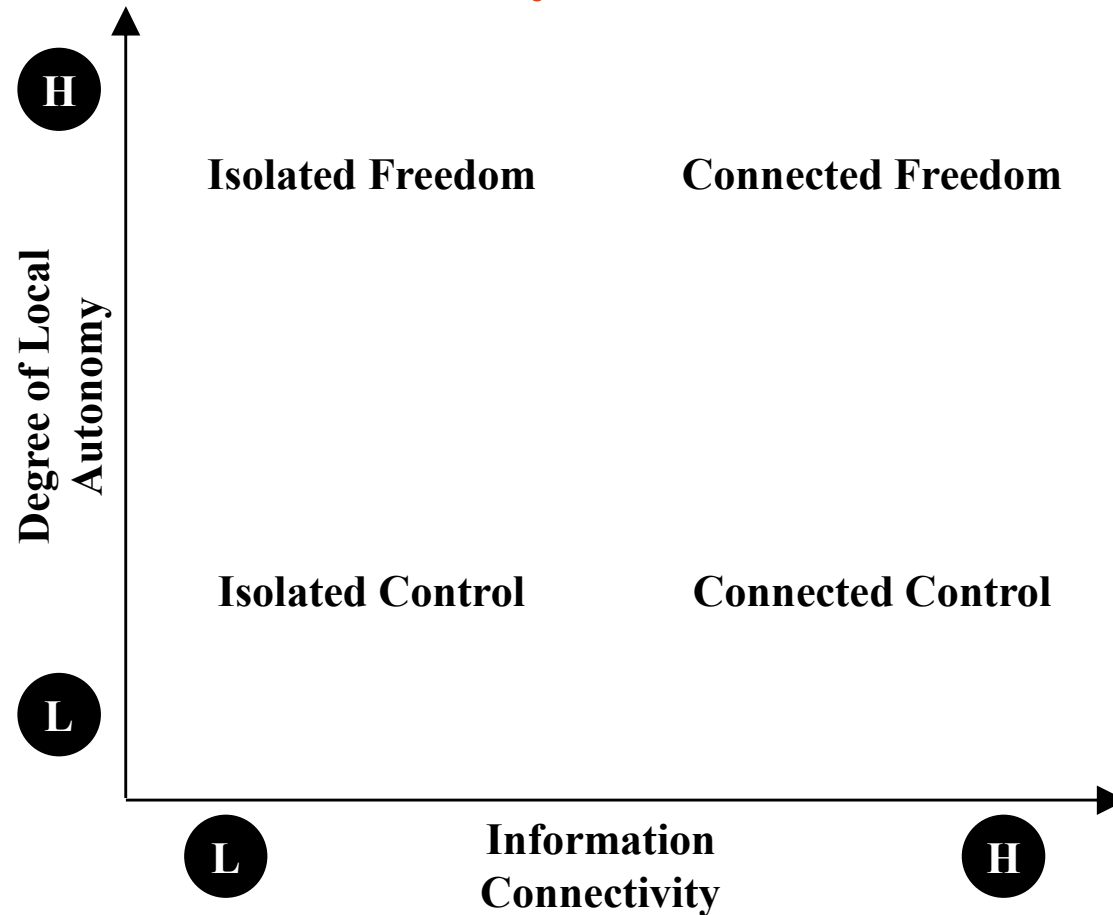 H
Isolated Freedom
Connected Freedom
Degree of Local
Autonomy
Isolated Control
Connected Control
L
L
Information
Connectivity
H